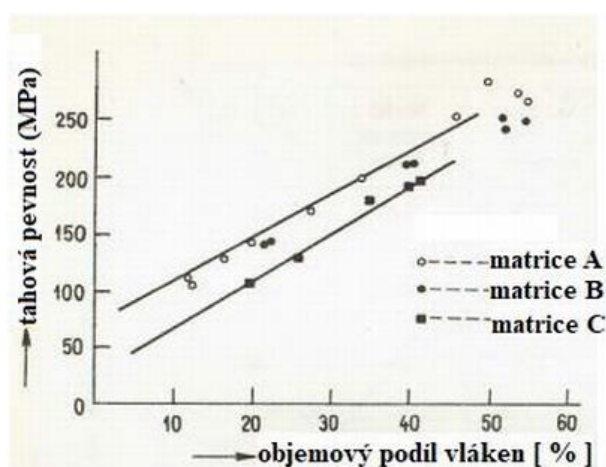 tahová pevnost (MPa)
250
200
150
100
50
0
10
20
30
40
50
60
objemový podíl vláken [ % ]
matrice A
matrice B
matrice C